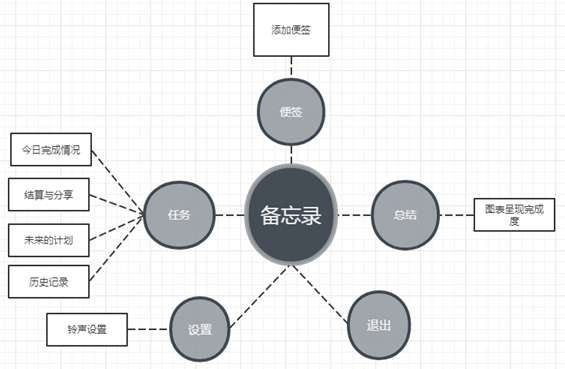 添加便签
便签
今日完成情况
结算与分享
未来的计划
历史记录
任务
备忘录
总结
图表呈现完成
度
铃声设置
设置
退出